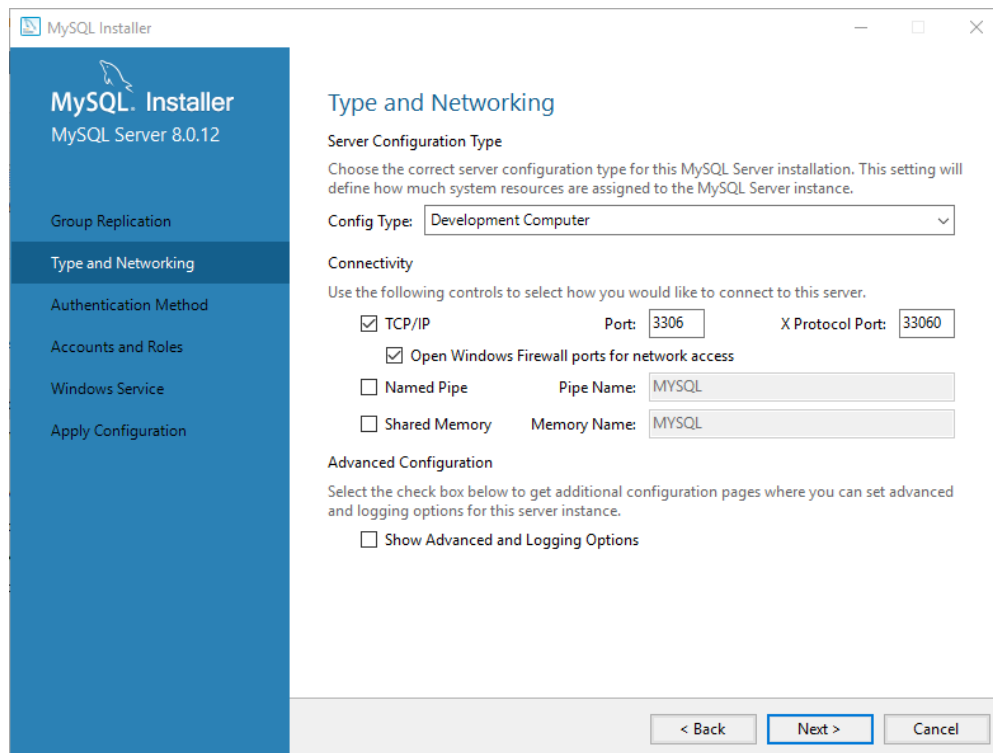 MySQL Installer
MySQL. Installer
MySQL Server 8.0.12
Group Replication
Type and Networking
Authentication Method
Accounts and Roles
Windows Service
Apply Configuration
Type and Networking
Server Configuration Type
Choose the correct server configuration type for this MySQL Server installation. This setting will
define how much system resources are assigned to the MySQL Server instance.
Config Type: Development Computer
Connectivity
Use the following controls to select how you would like to connect to this server.
TCP/IP Port: 3306 X Protocol Port: 33060
Open Windows Firewall ports for network access
Named Pipe Pipe Name: MYSQL
Shared Memory Memory Name: MYSQL
Advanced Configuration
Select the check box below to get additional configuration pages where you can set advanced
and logging options for this server instance.
Show Advanced and Logging Options
< Back Next > Cancel